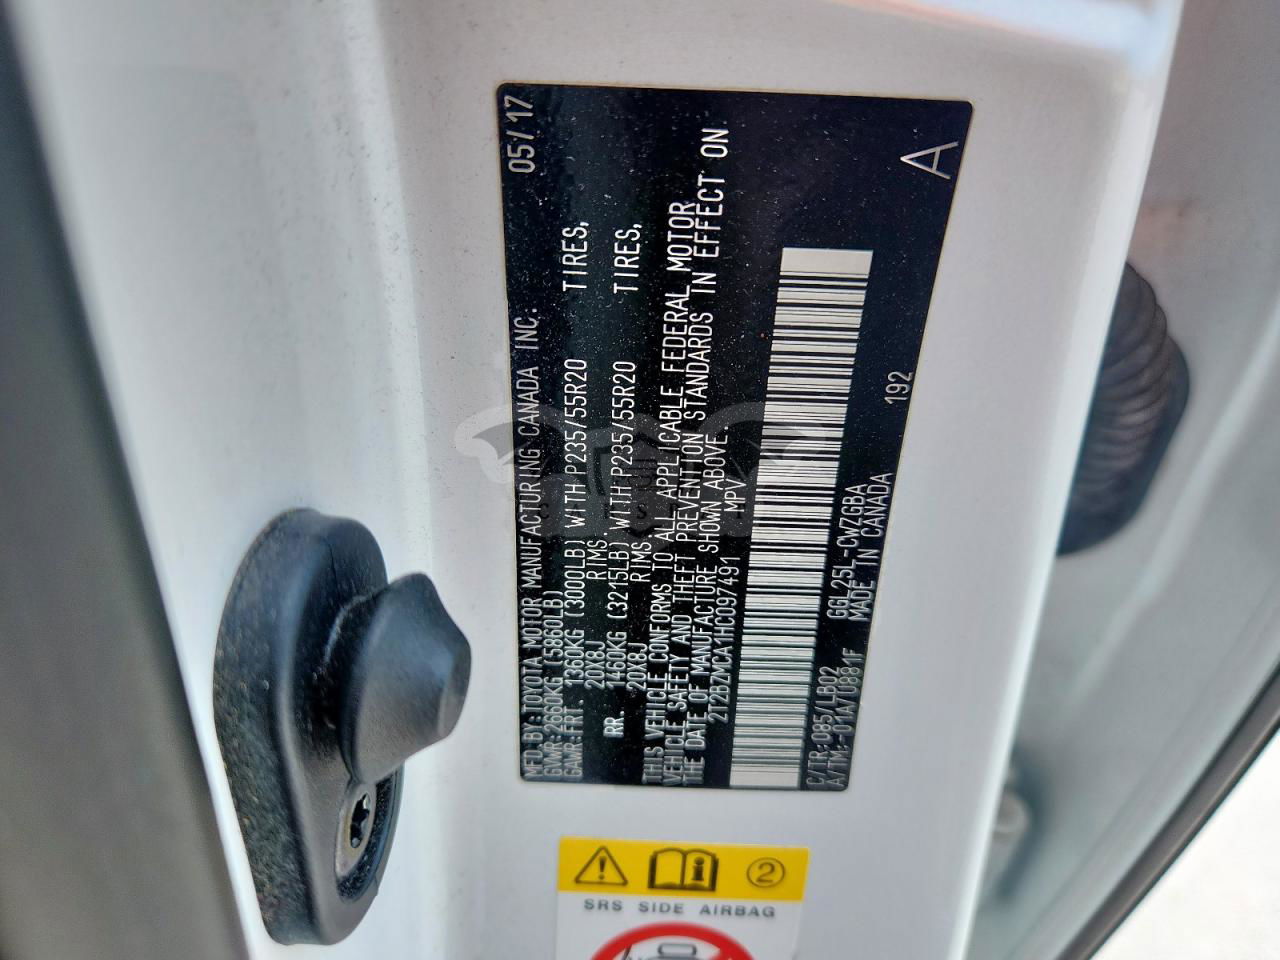 MFD.BY:TOYOTA MOTOR MANUFACTURING CANADA INC. 05/17
GVWR:2660KG (5860LB)
GAWR:FRT. 1360KG (3000LB) WITH P235/55R20 TIRES,
20X8J RIMS.
RR. 1460KG (3215LB) WITH P235/55R20 TIRES,
20X8J RIMS.
THIS VEHICLE CONFORMS TO ALL APPLICABLE FEDERAL MOTOR
VEHICLE SAFETY AND THEFT PREVENTION STANDARDS IN EFFECT ON
THE DATE OF MANUFACTURE SHOWN ABOVE.
2T2BZMCA1HC097491 MPV
C/TR:085/LB02 GGL25L-CWZGBA 192
A/TM:-01A/U881F MADE IN CANADA
A
2
SRS SIDE AIRBAG